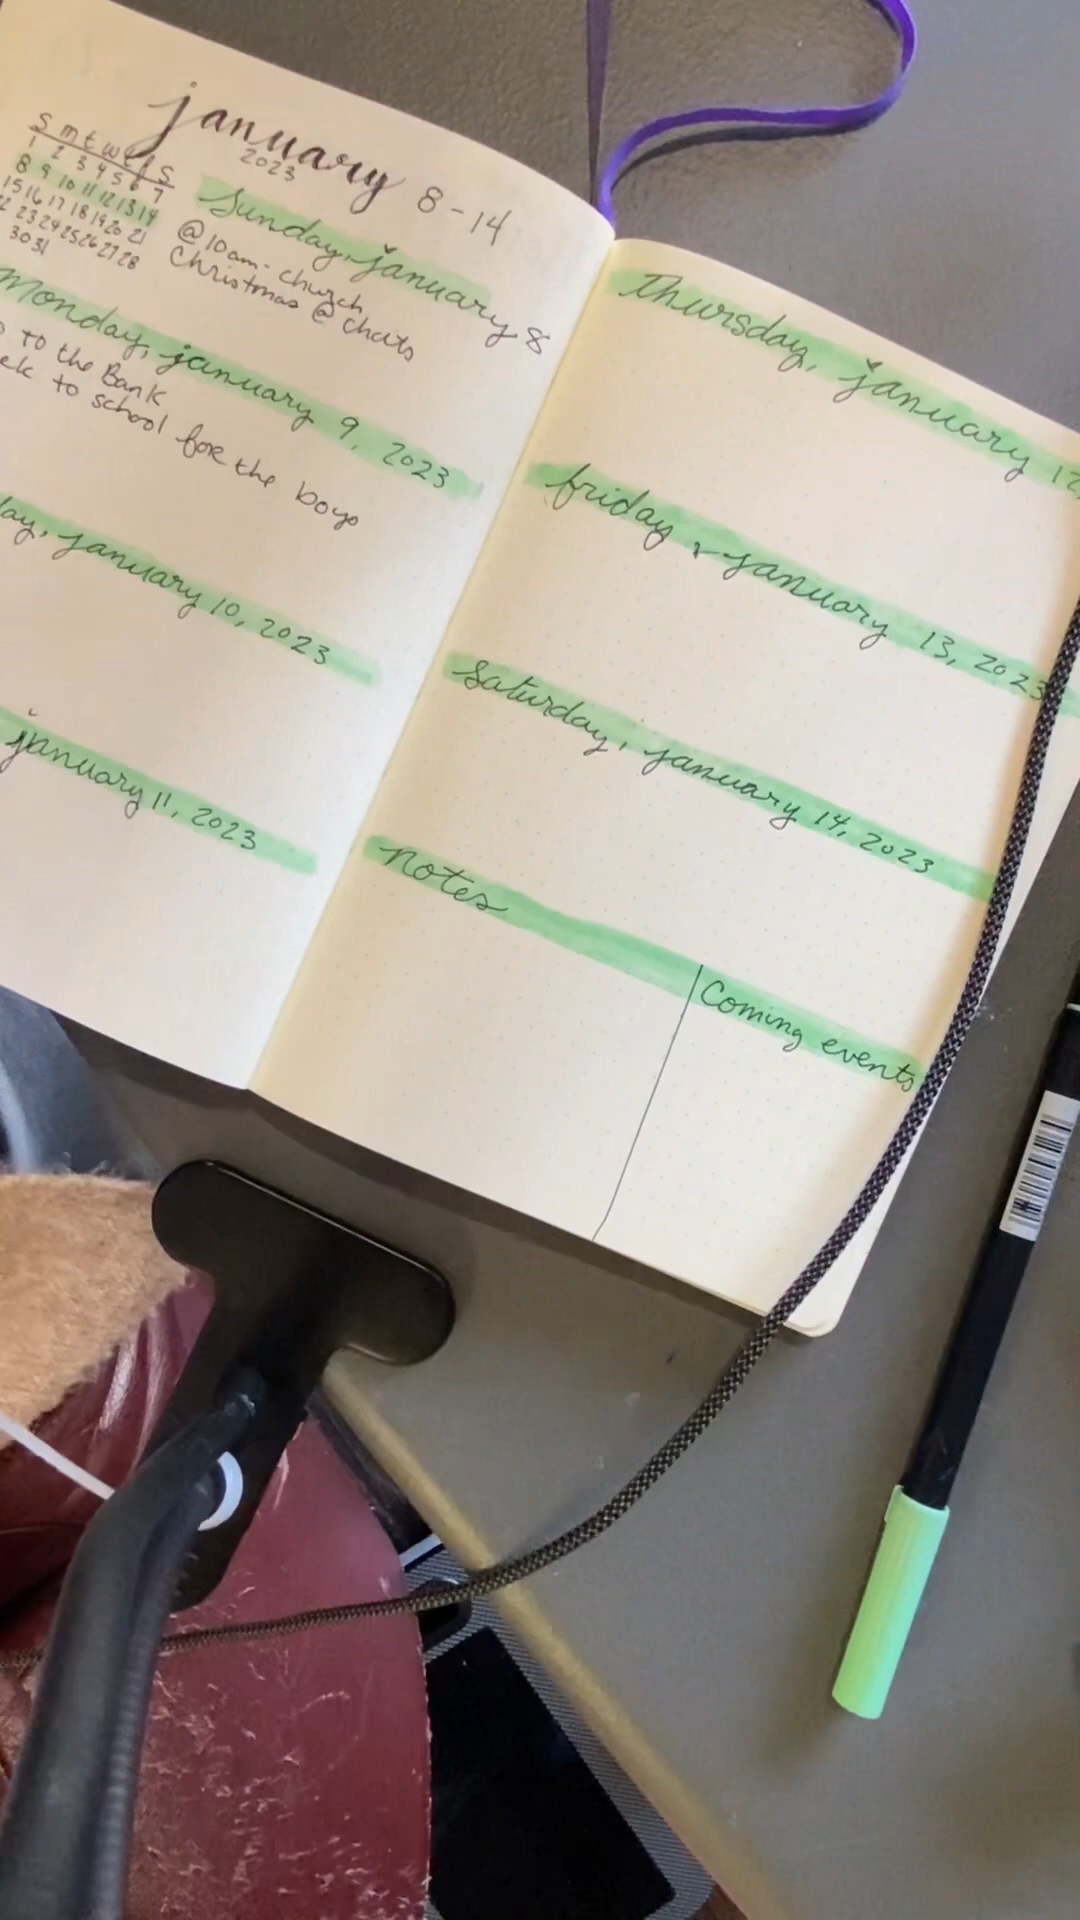 january 8-14
2023
S m t w t f S
1 2 3 4 5 6 7
8 9 10 11 12 13 14
15 16 17 18 19 20 21
22 23 24 25 26 27 28
30 31
Sunday, january 8
@10am - church
Christmas @ chats
Monday, january 9, 2023
to the Bank
to school for the boys
january 10, 2023
january 11, 2023
Thursday, january 12,
friday, january 13, 2023
Saturday, january 14, 2023
notes
Coming events